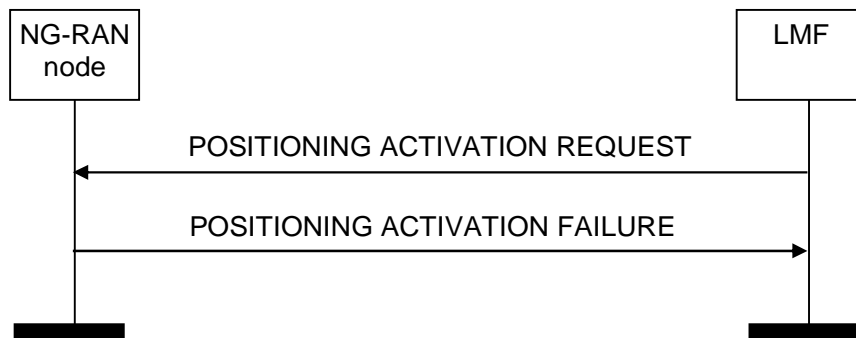 NG-RAN
node
LMF
POSITIONING ACTIVATION REQUEST
POSITIONING ACTIVATION FAILURE